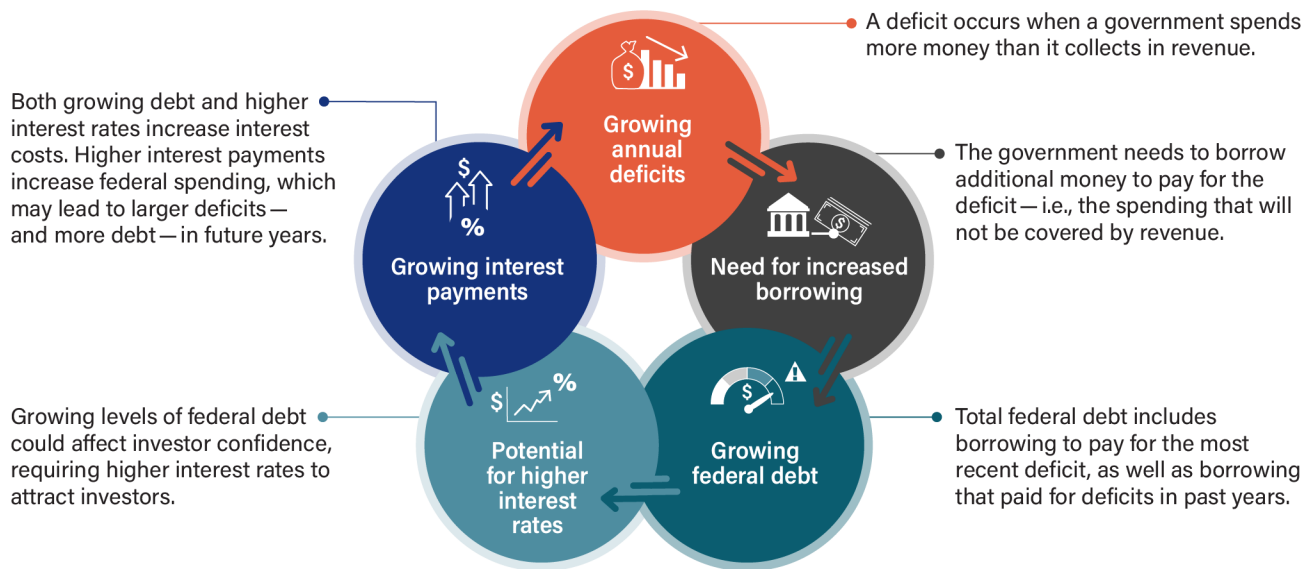 A deficit occurs when a government spends
more money than it collects in revenue.
Growing
annual
deficits
$
The government needs to borrow
additional money to pay for the
deficit—i.e., the spending that will
not be covered by revenue.
Need for increased
borrowing
$
Total federal debt includes
borrowing to pay for the most
recent deficit, as well as borrowing
that paid for deficits in past years.
Growing
federal debt
$
!
Growing levels of federal debt
could affect investor confidence,
requiring higher interest rates to
attract investors.
$ %
Potential
for higher
interest
rates
Both growing debt and higher
interest rates increase interest
costs. Higher interest payments
increase federal spending, which
may lead to larger deficits—
and more debt—in future years.
$
%
Growing interest
payments